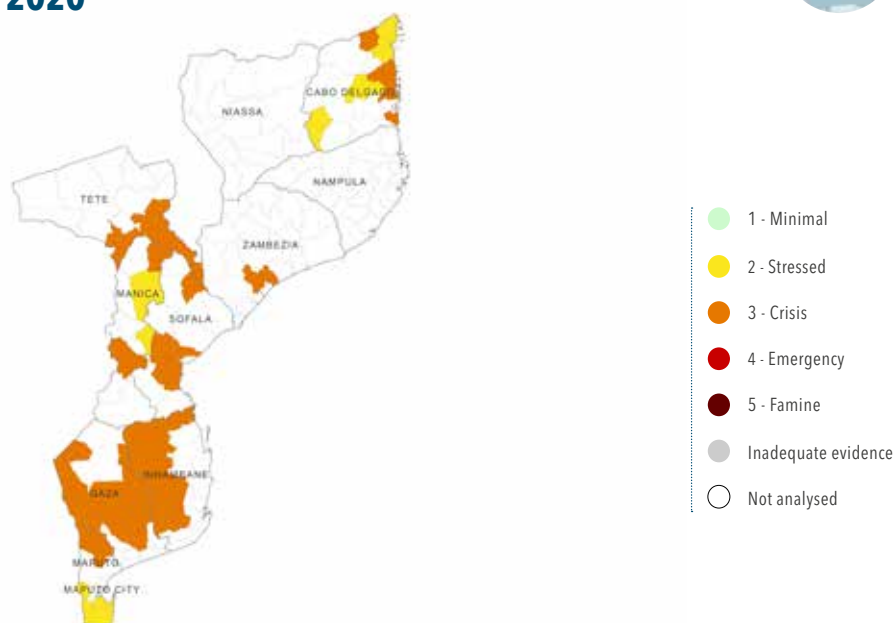 2020
CABO DELGADO
NIASSA
NAMPULA
TETE
ZAMBEZIA
MANICA
SOFALA
INHAMBANE
GAZA
MAPUTO
MAPUTO CITY
1 - Minimal
2 - Stressed
3 - Crisis
4 - Emergency
5 - Famine
Inadequate evidence
Not analysed